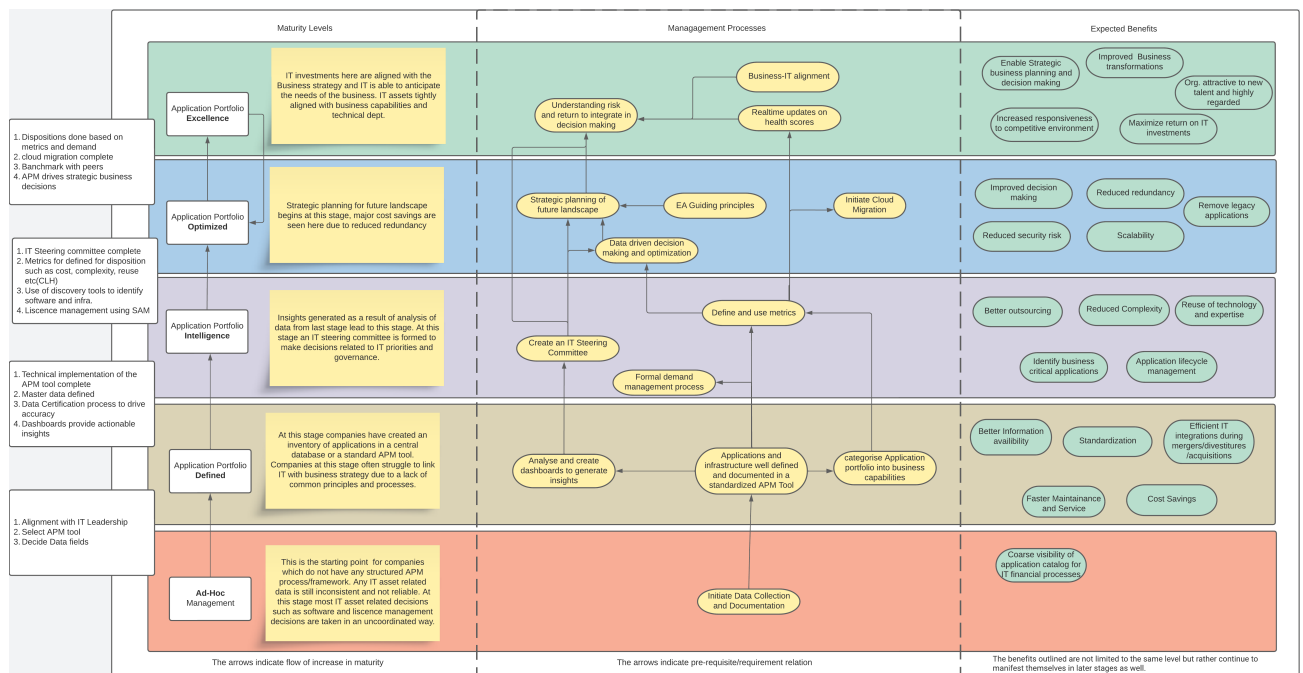 Maturity Levels
Managagement Processes
Expected Benefits
1. Dispositions done based on
metrics and demand
2. cloud migration complete
3. Banchmark with peers
4. APM drives strategic business
decisions
Application Portfolio
Excellence
IT investments here are aligned with the
Business strategy and IT is able to anticipate
the needs of the business. IT assets tightly
aligned with business capabilities and
technical dept.
Business-IT alignment
Understanding risk
and return to integrate in
decision making
Realtime updates on
health scores
Enable Strategic
business planning and
decision making
Improved Business
transformations
Org. attractive to new
talent and highly
regarded
Increased responsiveness
to competitive environment
Maximize return on IT
investments
1. IT Steering committee complete
2. Metrics for defined for disposition
such as cost, complexity, reuse
etc(CLH)
3. Use of discovery tools to identify
software and infra.
4. Liscence management using SAM
Application Portfolio
Optimized
Strategic planning for future landscape
begins at this stage, major cost savings are
seen here due to reduced redundancy
Strategic planning of
future landscape
EA Guiding principles
Initiate Cloud
Migration
Data driven decision
making and optimization
Improved decision
making
Reduced redundancy
Remove legacy
applications
Reduced security risk
Scalability
Application Portfolio
Intelligence
Insights generated as a result of analysis of
data from last stage lead to this stage. At this
stage an IT steering committee is formed to
make decisions related to IT priorities and
governance.
Define and use metrics
Create an IT Steering
Committee
Formal demand
management process
Better outsourcing
Reduced Complexity
Reuse of technology
and expertise
Identify business
critical applications
Application lifecycle
management
1. Technical implementation of the
APM tool complete
2. Master data defined
3. Data Certification process to drive
accuracy
4. Dashboards provide actionable
insights
Application Portfolio
Defined
At this stage companies have created an
inventory of applications in a central
database or a standard APM tool.
Companies at this stage often struggle to link
IT with business strategy due to a lack of
common principles and processes.
Analyse and create
dashboards to generate
insights
Applications and
infrastructure well defined
and documented in a
standardized APM Tool
categorise Application
portfolio into business
capabilities
Better Information
availibility
Standardization
Efficient IT
integrations during
mergers/divestitures
/acquisitions
Faster Maintainance
and Service
Cost Savings
1. Alignment with IT Leadership
2. Select APM tool
3. Decide Data fields
Ad-Hoc
Management
This is the starting point for companies
which do not have any structured APM
process/framework. Any IT asset related
data is still inconsistent and not reliable. At
this stage most IT asset related decisions
such as software and liscence management
decisions are taken in an uncoordinated way.
Initiate Data Collection
and Documentation
Coarse visibility of
application catalog for
IT financial processes
The arrows indicate flow of increase in maturity
The arrows indicate pre-requisite/requirement relation
The benefits outlined are not limited to the same level but rather continue to
manifest themselves in later stages as well.